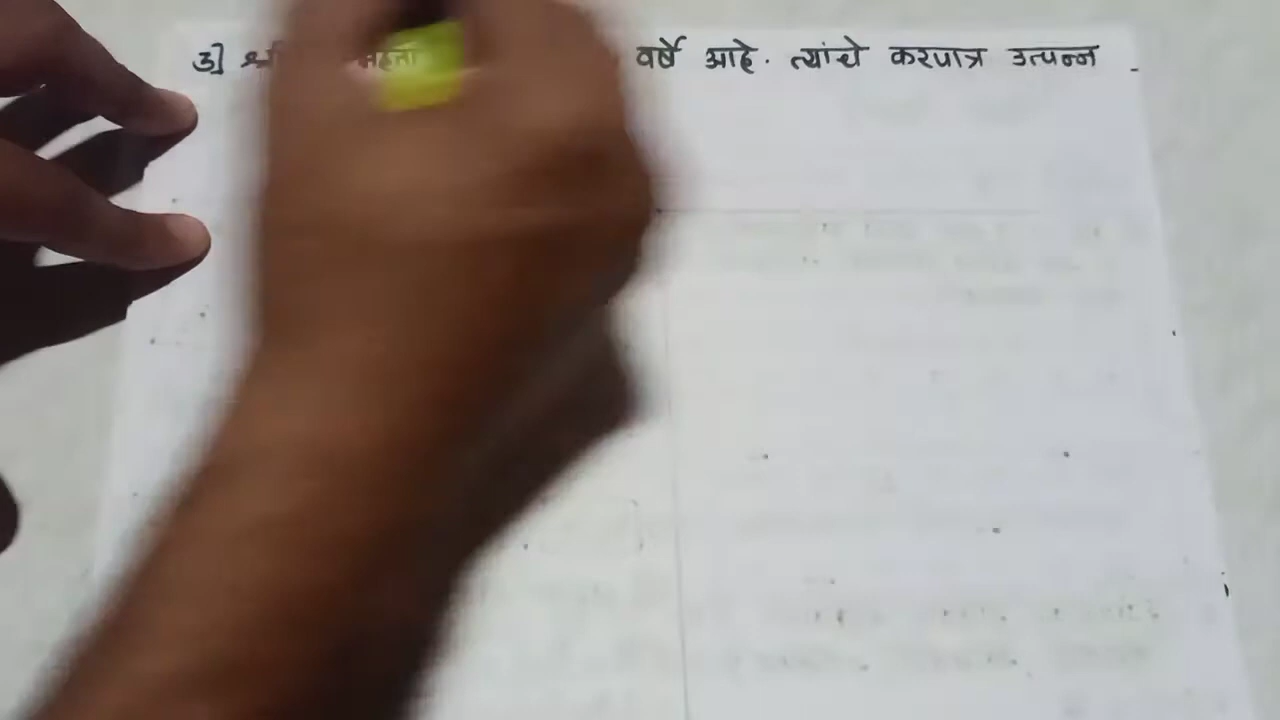 3] श्री वर्षे आहे. त्यांचे करपात्र उत्पन्न